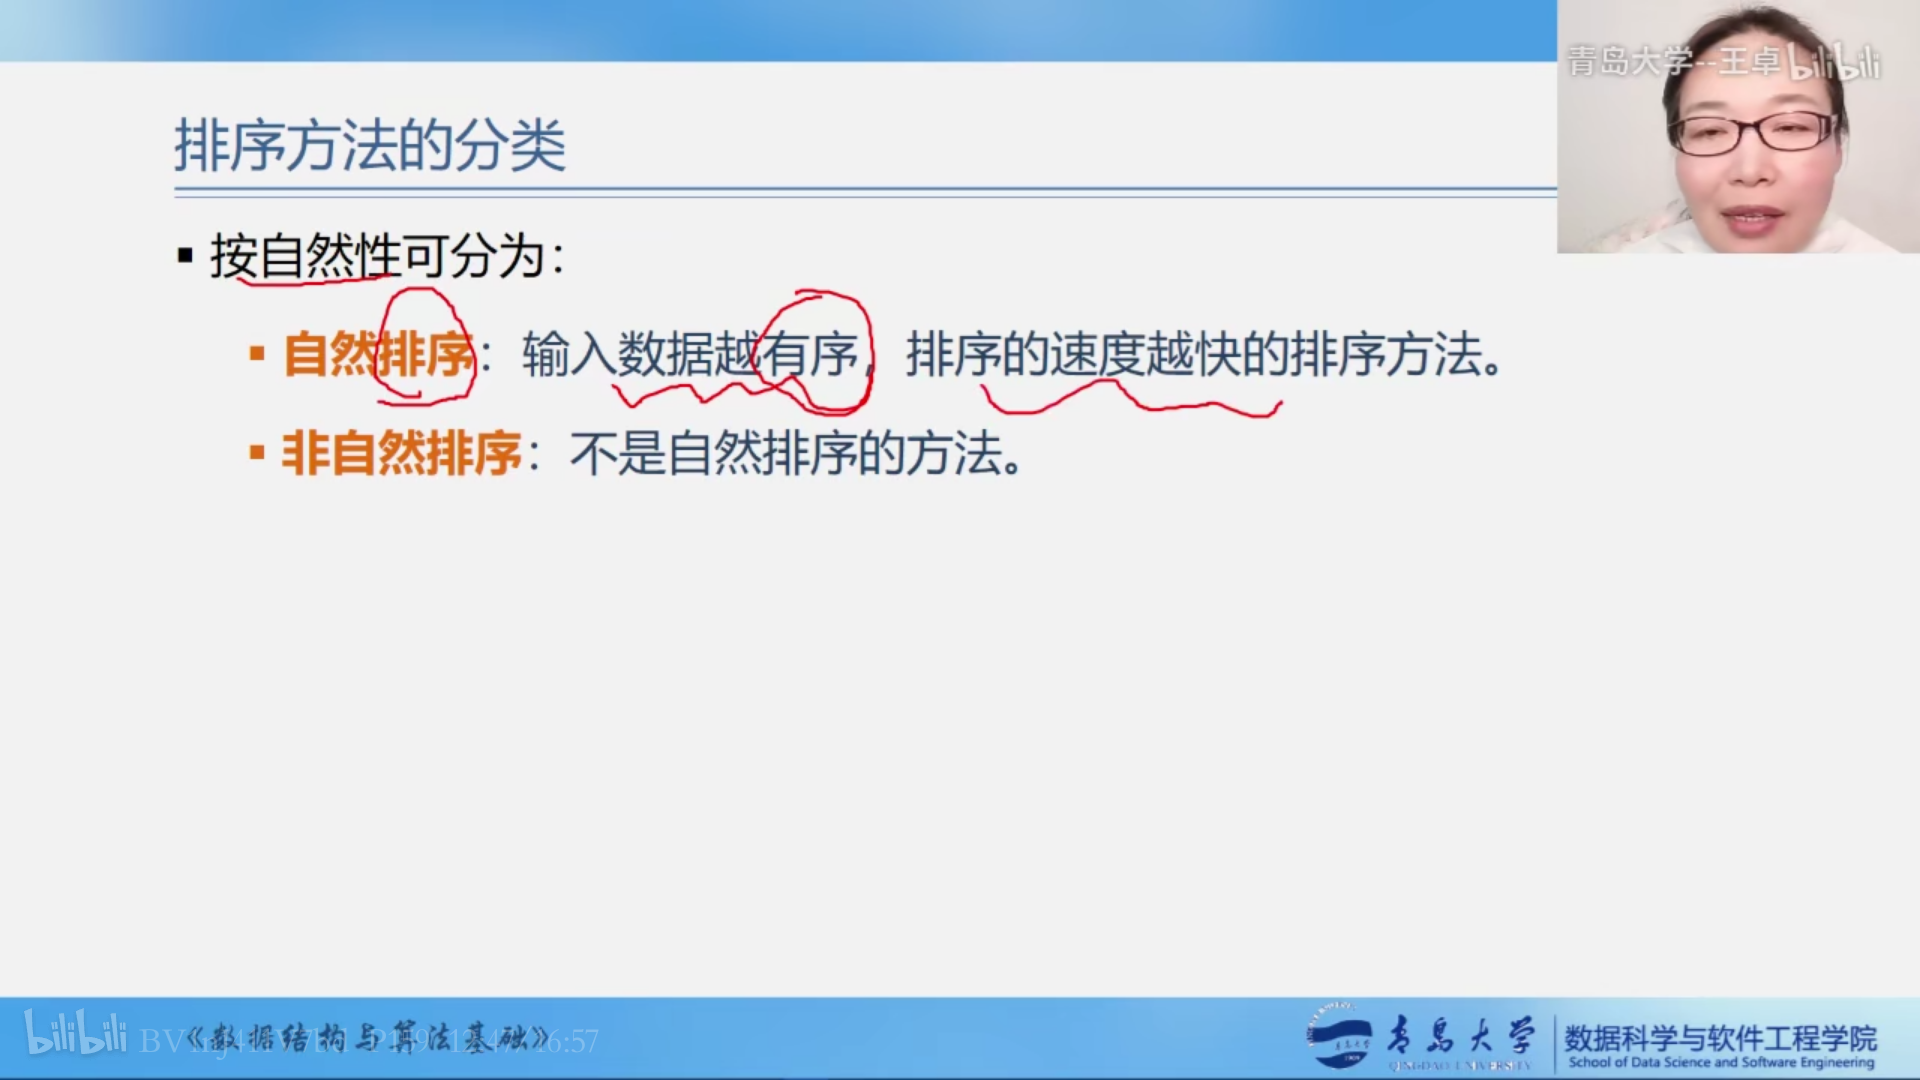 青岛大学--王卓 bilibili
排序方法的分类
▪ 按自然性可分为：
▪ 自然排序：输入数据越有序，排序的速度越快的排序方法。
▪ 非自然排序：不是自然排序的方法。
bilibili
《数据结构与算法基础》
青岛大学
QINGDAO UNIVERSITY
数据科学与软件工程学院
School of Data Science and Software Engineering